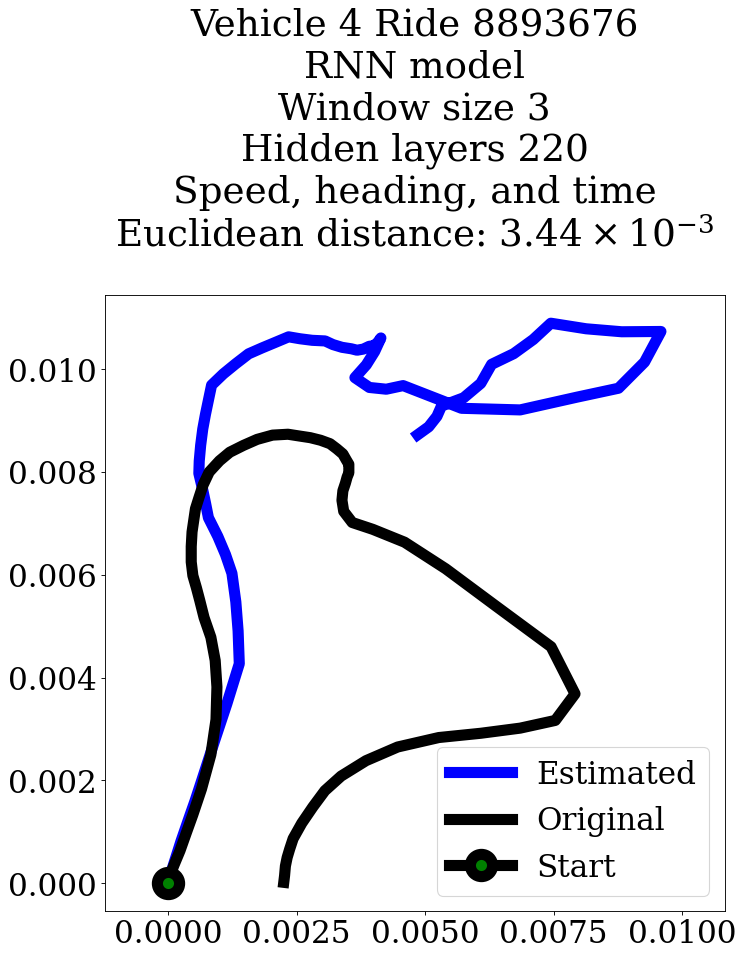 Vehicle 4 Ride 8893676
RNN model
Window size 3
Hidden layers 220
Speed, heading, and time
Euclidean distance: 3.44 × 10⁻³
0.010
0.008
0.006
0.004
0.002
0.000
Estimated
Original
Start
0.0000 0.0025 0.0050 0.0075 0.0100